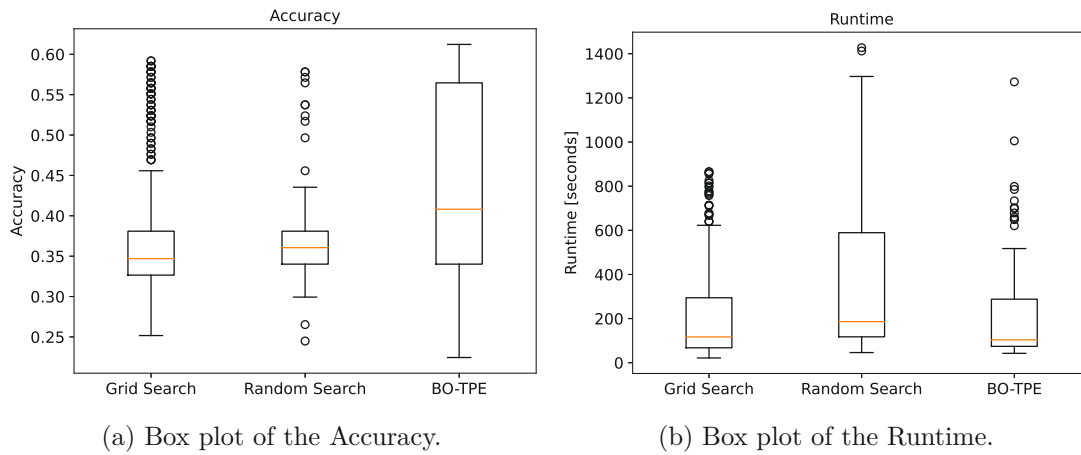 Accuracy
0.60
0.55
0.50
0.45
0.40
0.35
0.30
0.25
Accuracy
Grid Search Random Search BO-TPE
(a) Box plot of the Accuracy.
Runtime
1400
1200
1000
800
600
400
200
0
Runtime [seconds]
Grid Search Random Search BO-TPE
(b) Box plot of the Runtime.